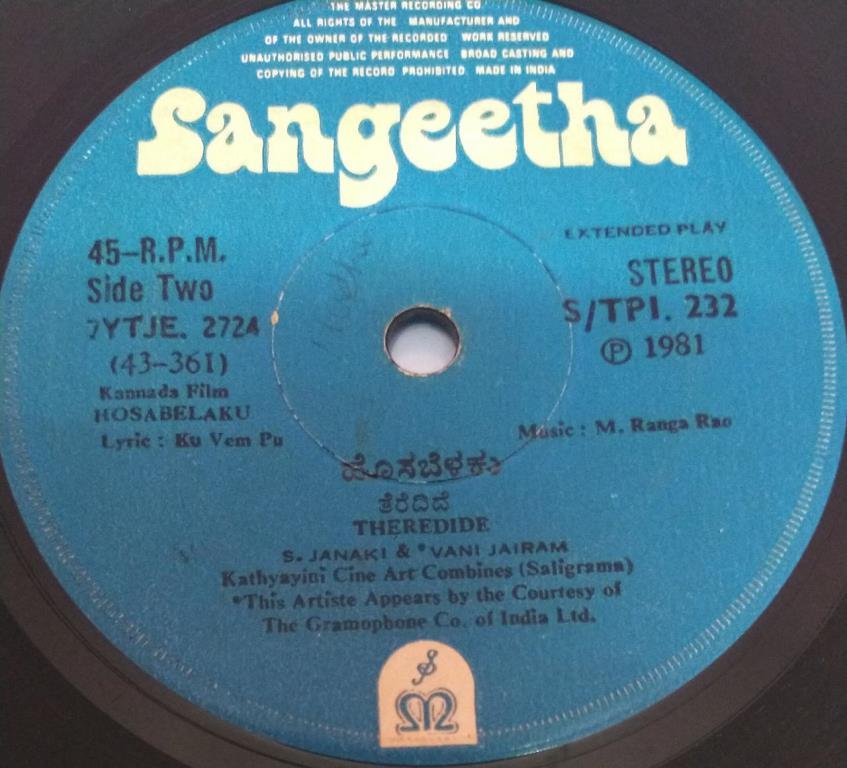 THE MASTER RECORDING CO
ALL RIGHTS OF THE MANUFACTURER AND
OF THE OWNER OF THE RECORDED WORK RESERVED
UNAUTHORISED PUBLIC PERFORMANCE BROAD CASTING AND
COPYING OF THE RECORD PROHIBITED MADE IN INDIA
Sangeetha
45-R.P.M.
Side Two
7YTJE. 2724
(43-361)
Kannada Film
HOSABELAKU
Lyric : Ku Vem Pu
EXTENDED PLAY
STEREO
S/TPI. 232
Ⓟ 1981
Music : M. Ranga Rao
ಹೊಸಬೆಳಕು
ತೆರೆದಿದೆ
THEREDIDE
S. JANAKI & *VANI JAIRAM
Kathyayini Cine Art Combines (Saligrama)
*This Artiste Appears by the Courtesy of
The Gramophone Co. of India Ltd.